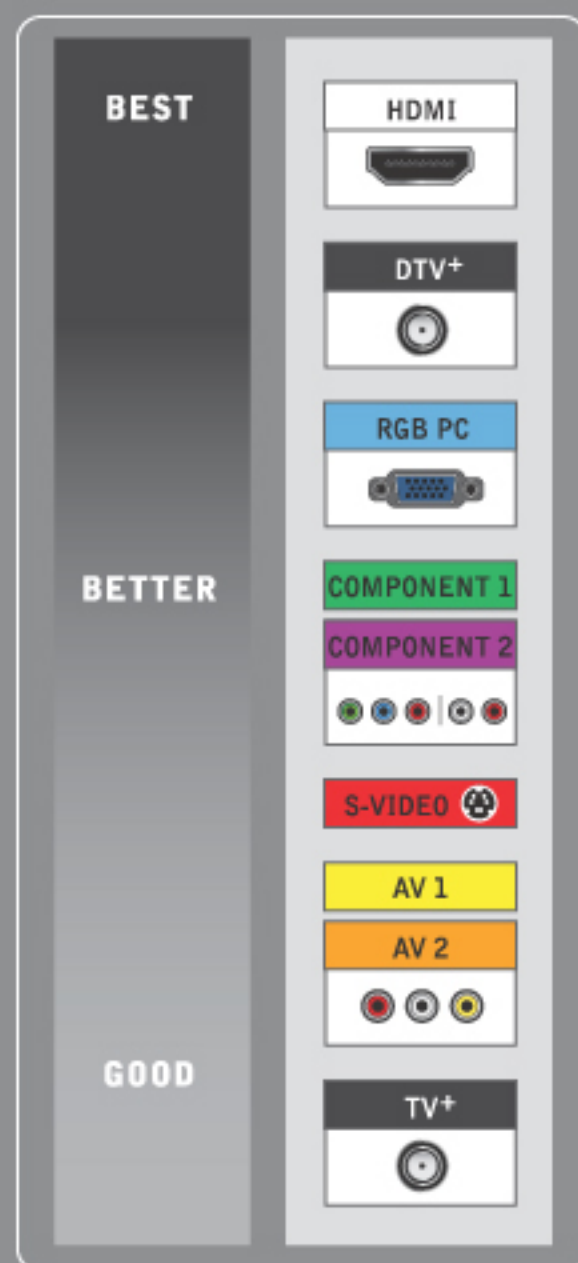 BEST
HDMI
DTV+
RGB PC
BETTER
COMPONENT 1
COMPONENT 2
S-VIDEO
AV 1
AV 2
GOOD
TV+